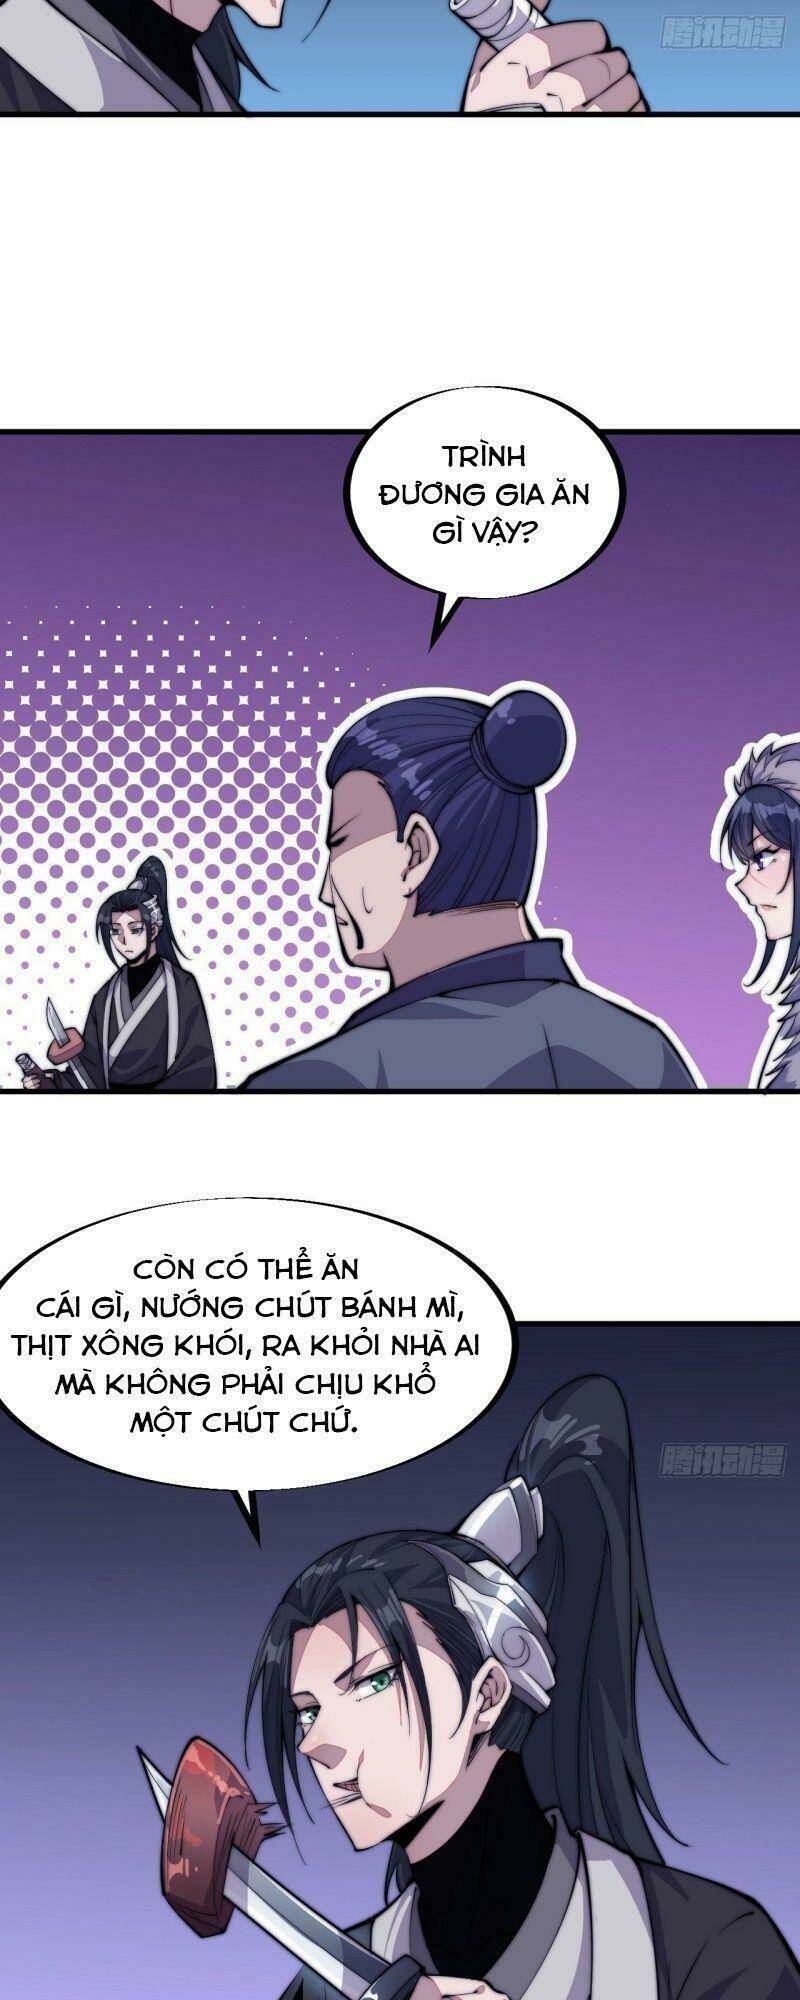 腾讯动漫
TRÌNH
ĐƯƠNG GIA ĂN
GÌ VẬY?
CÒN CÓ THỂ ĂN
CÁI GÌ, NƯỚNG CHÚT BÁNH MÌ,
THỊT XÔNG KHÓI, RA KHỎI NHÀ AI
MÀ KHÔNG PHẢI CHỊU KHỔ
MỘT CHÚT CHỨ.
腾讯动漫